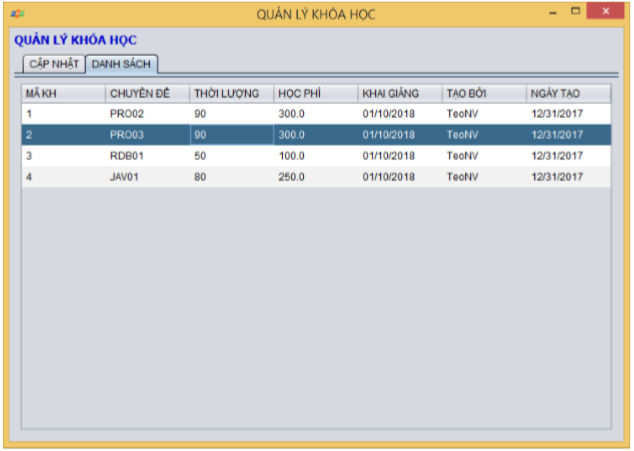 QUẢN LÝ KHÓA HỌC
QUẢN LÝ KHÓA HỌC
CẬP NHẬT DANH SÁCH
MÃ KH CHUYÊN ĐỀ THỜI LƯỢNG HỌC PHÍ KHAI GIẢNG TẠO BỞI NGÀY TẠO
1 PRO02 90 300.0 01/10/2018 TeoNV 12/31/2017
2 PRO03 90 300.0 01/10/2018 TeoNV 12/31/2017
3 RDB01 50 100.0 01/10/2018 TeoNV 12/31/2017
4 JAV01 80 250.0 01/10/2018 TeoNV 12/31/2017